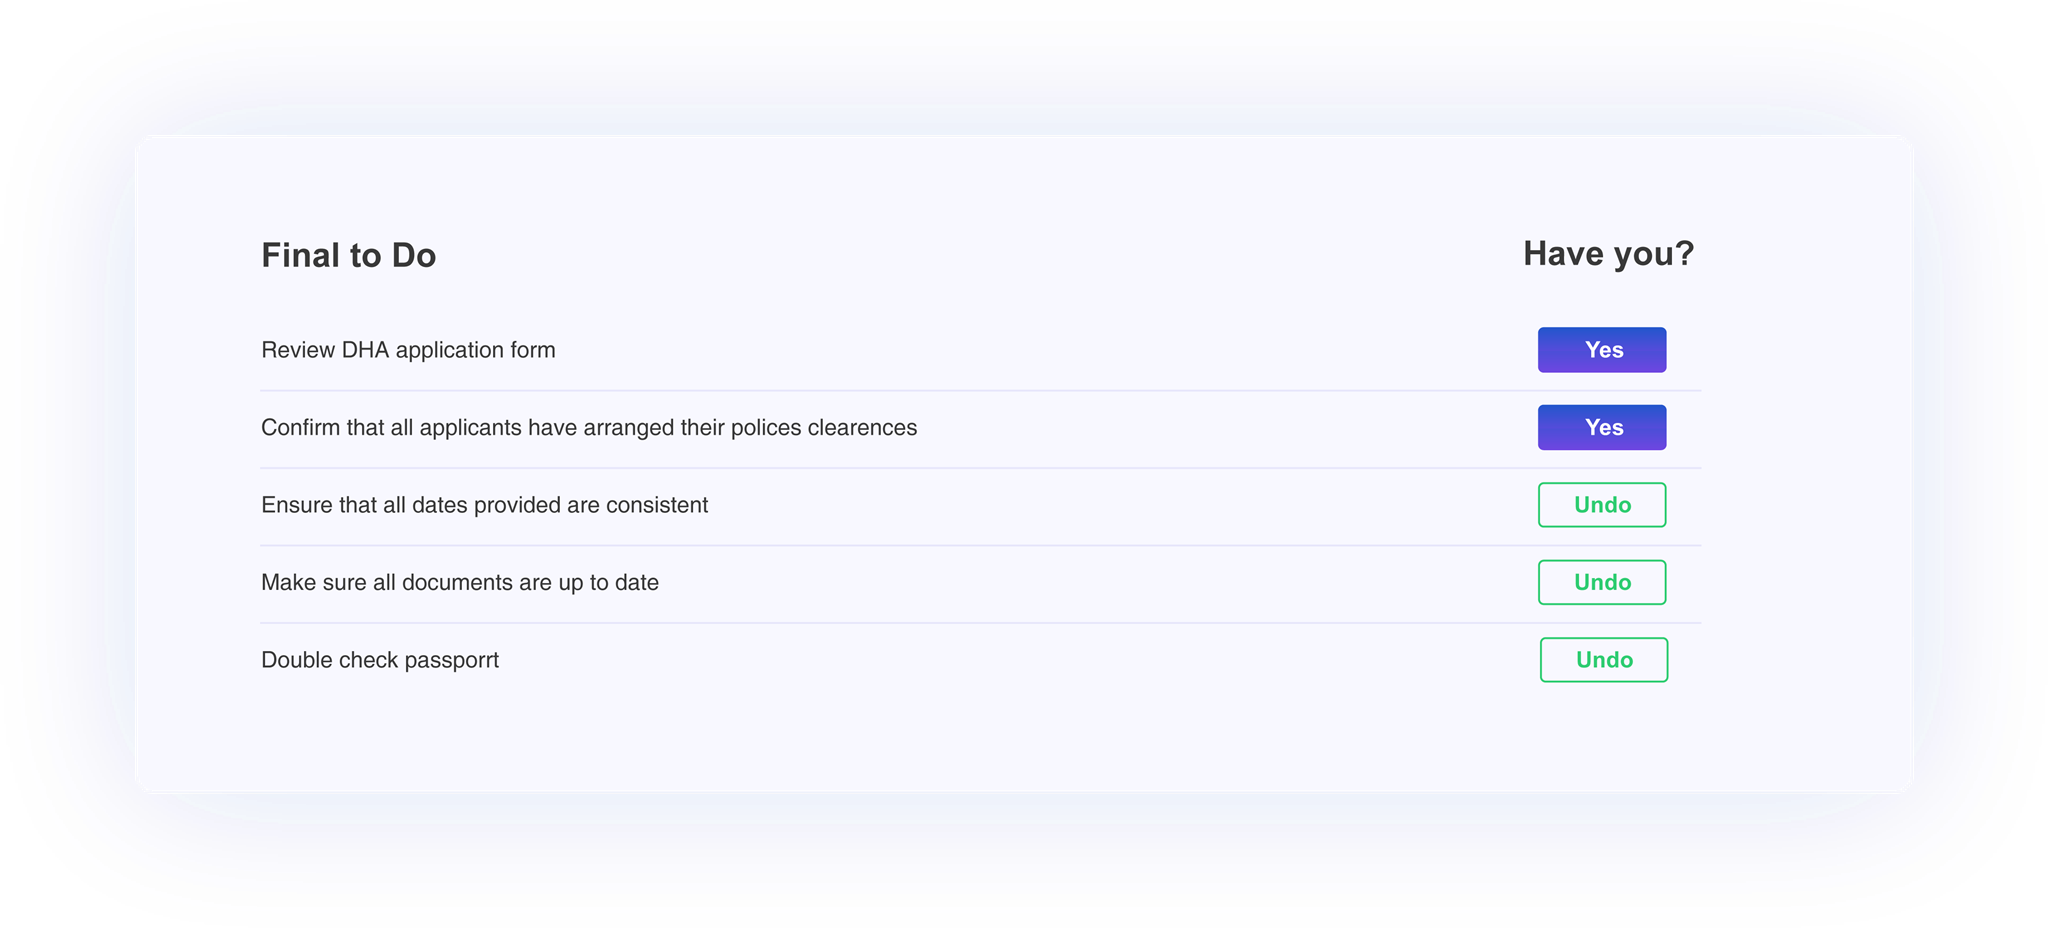 Final to Do
Have you?
Review DHA application form
Yes
Confirm that all applicants have arranged their polices clearences
Yes
Ensure that all dates provided are consistent
Undo
Make sure all documents are up to date
Undo
Double check passporrt
Undo